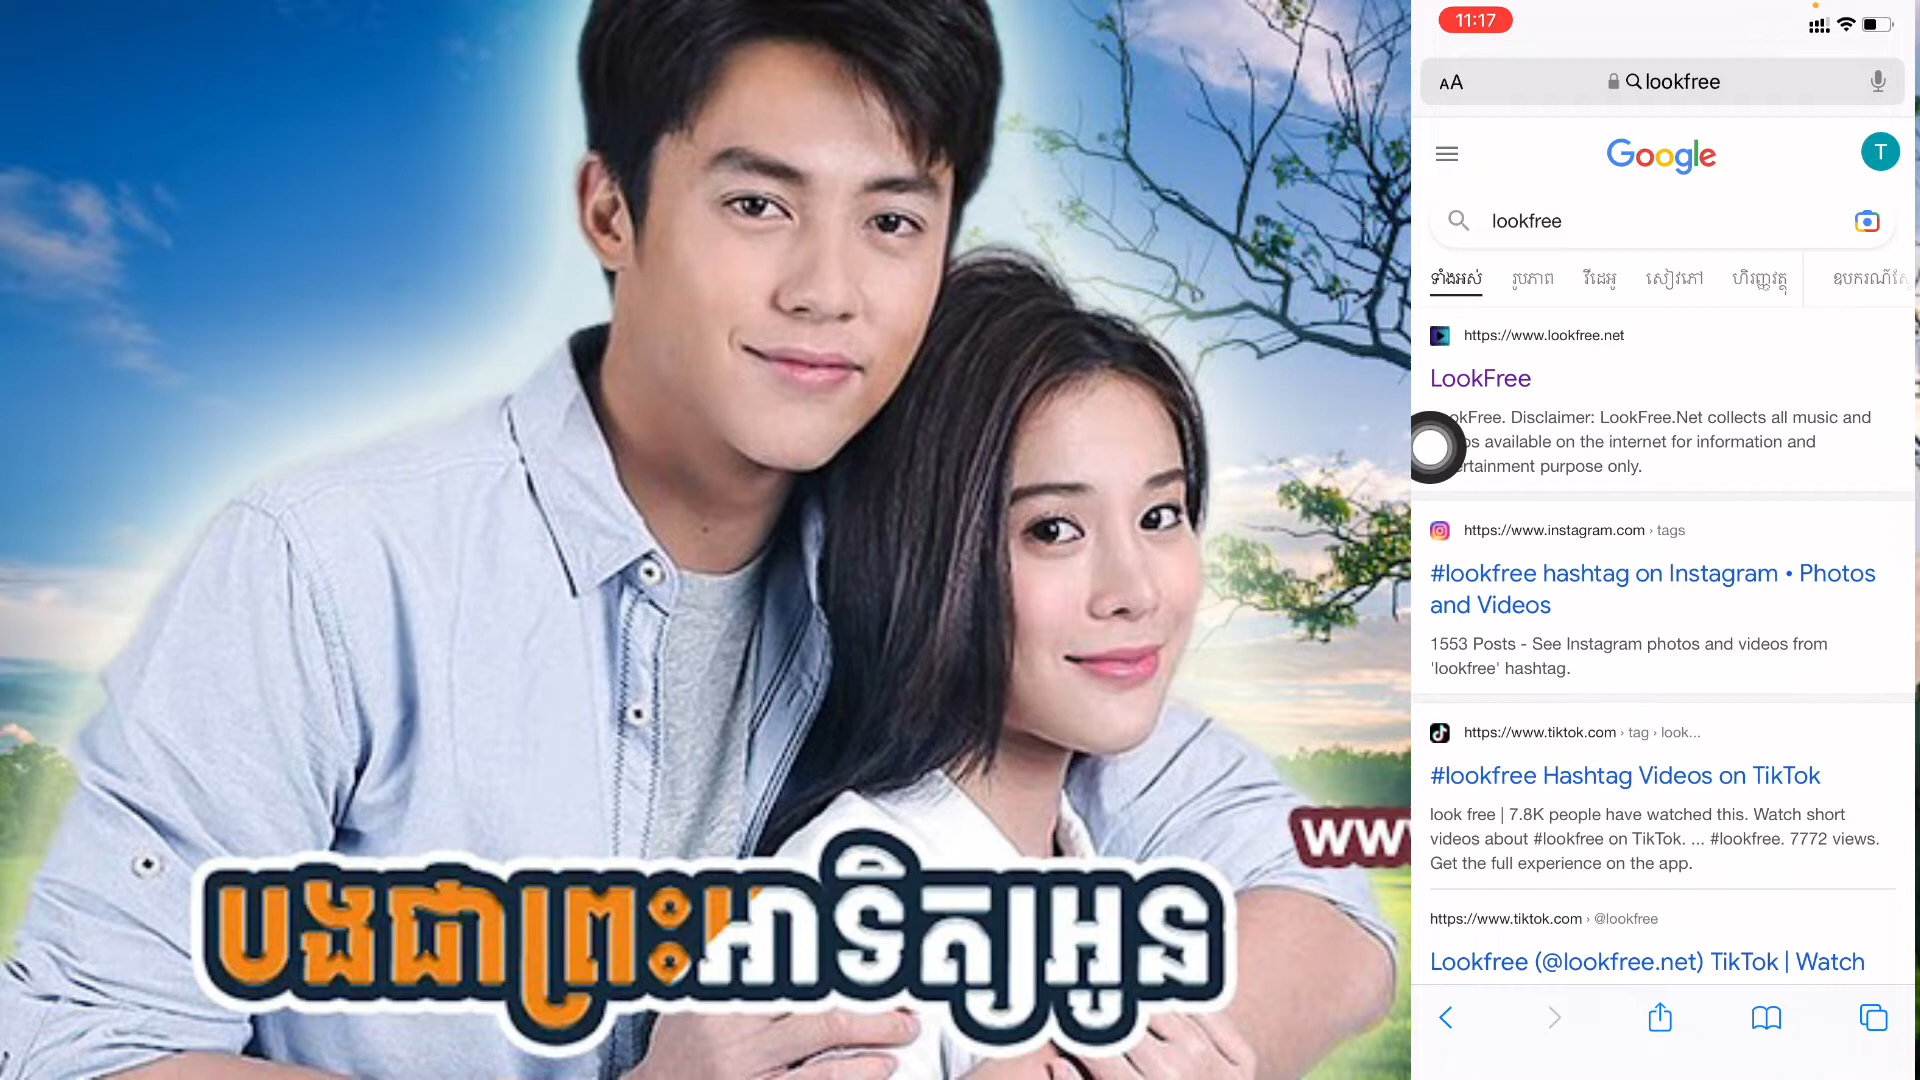 បងជាព្រះអាទិត្យអូន
ww
11:17
AA
lookfree
Google
T
lookfree
ទាំងអស់ រូបភាព វីដេអូ សៀវភៅ ហិរញ្ញវត្ថុ
https://www.lookfree.net
LookFree
okFree. Disclaimer: LookFree.Net collects all music and
os available on the internet for information and
ertainment purpose only.
https://www.instagram.com › tags
#lookfree hashtag on Instagram • Photos
and Videos
1553 Posts - See Instagram photos and videos from
'lookfree' hashtag.
https://www.tiktok.com › tag › look...
#lookfree Hashtag Videos on TikTok
look free | 7.8K people have watched this. Watch short
videos about #lookfree on TikTok. ... #lookfree. 7772 views.
Get the full experience on the app.
https://www.tiktok.com › @lookfree
Lookfree (@lookfree.net) TikTok | Watch